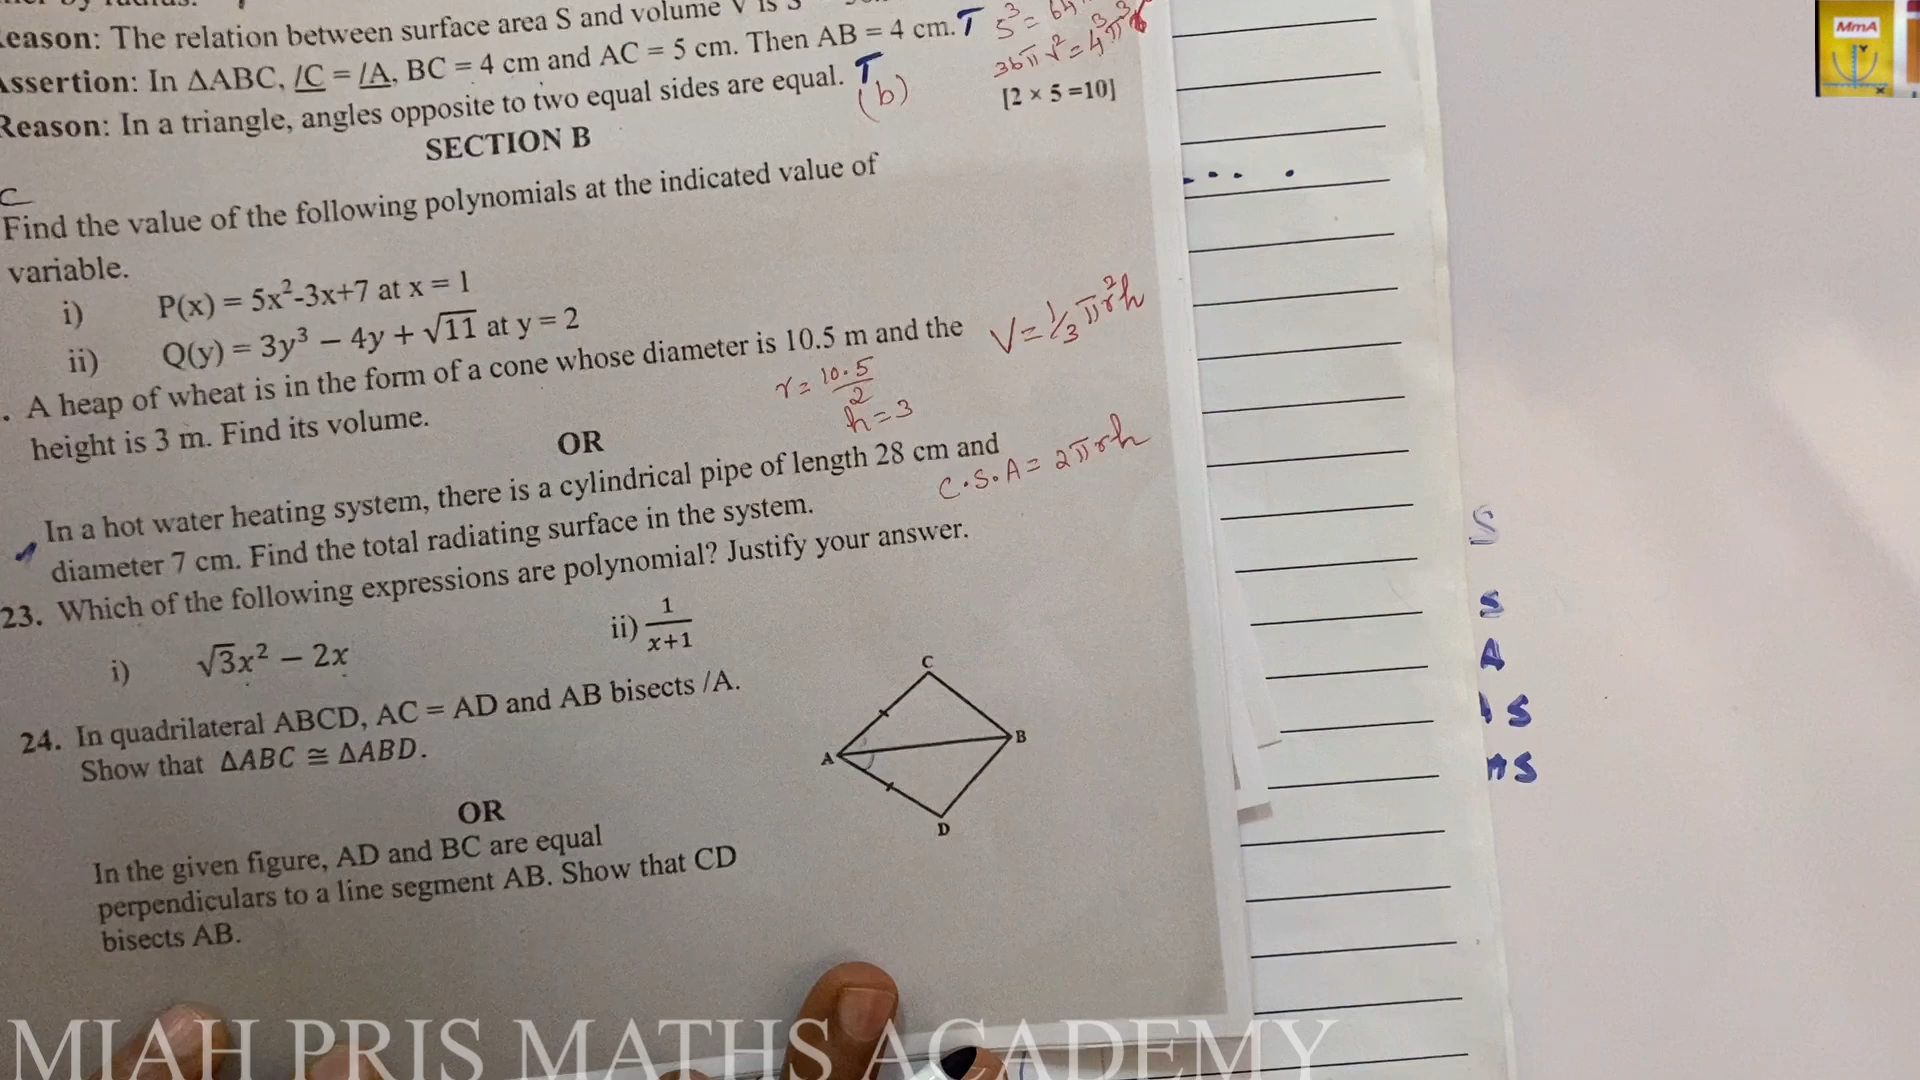 Reason: The relation between surface area S and volume V is S
Assertion: In ΔABC, /C = /A, BC = 4 cm and AC = 5 cm. Then AB = 4 cm. T
Reason: In a triangle, angles opposite to two equal sides are equal. T
(b)
36πv² = 4³π³
[2 × 5 =10]
SECTION B
Find the value of the following polynomials at the indicated value of
variable.
i) P(x) = 5x²-3x+7 at x = 1
ii) Q(y) = 3y³ – 4y + √11 at y = 2
. A heap of wheat is in the form of a cone whose diameter is 10.5 m and the
height is 3 m. Find its volume.
V = 1/3 πr²h
r = 10.5/2
h = 3
OR
In a hot water heating system, there is a cylindrical pipe of length 28 cm and
diameter 7 cm. Find the total radiating surface in the system.
C.S.A = 2πrh
23. Which of the following expressions are polynomial? Justify your answer.
i) √3x² – 2x
ii) 1/x+1
24. In quadrilateral ABCD, AC = AD and AB bisects /A.
Show that ΔABC ≅ ΔABD.
C
A
B
D
OR
In the given figure, AD and BC are equal
perpendiculars to a line segment AB. Show that CD
bisects AB.
S
S
A
S
AS
MmA
MIAH PRIS MATHS ACADEMY